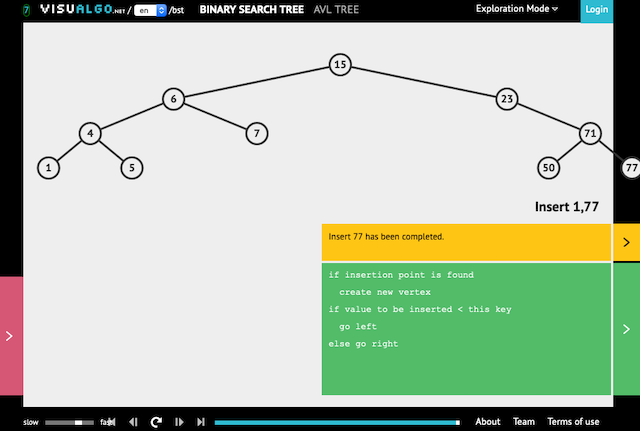 7 VISUALGO.NET / en /bst BINARY SEARCH TREE AVL TREE Exploration Mode Login
15
6 23
4 7 71
1 5 50 77
Insert 1,77
Insert 77 has been completed.
if insertion point is found
create new vertex
if value to be inserted < this key
go left
else go right
slow fast About Team Terms of use